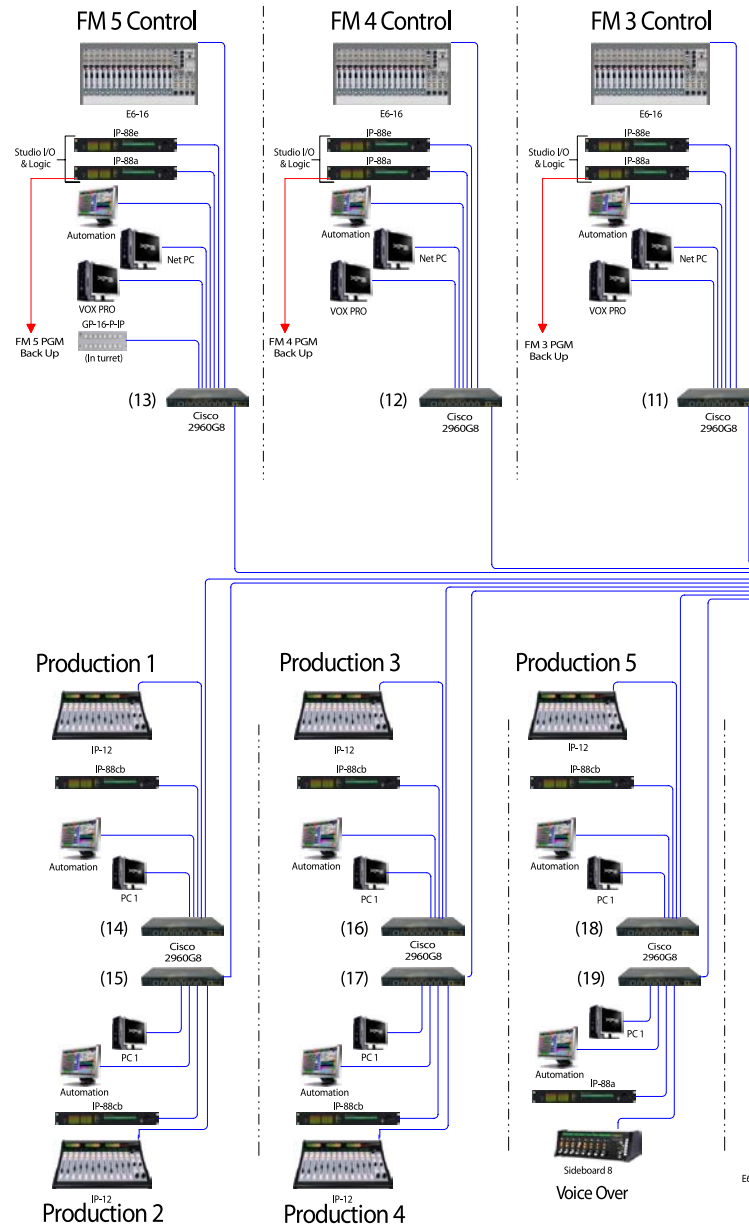 FM 5 Control
E6-16
IP-88e
Studio I/O
& Logic
IP-88a
Automation
Net PC
VOX PRO
GP-16-P-IP
(In turret)
FM 5 PGM
Back Up
(13)
Cisco
2960G8
FM 4 Control
E6-16
IP-88e
Studio I/O
& Logic
IP-88a
Automation
Net PC
VOX PRO
FM 4 PGM
Back Up
(12)
Cisco
2960G8
FM 3 Control
E6-16
IP-88e
Studio I/O
& Logic
IP-88a
Automation
Net PC
VOX PRO
FM 3 PGM
Back Up
(11)
Cisco
2960G8
Production 1
IP-12
IP-88cb
Automation
PC 1
(14)
Cisco
2960G8
(15)
PC 1
Automation
IP-88cb
IP-12
Production 2
Production 3
IP-12
IP-88cb
Automation
PC 1
(16)
Cisco
2960G8
(17)
PC 1
Automation
IP-88cb
IP-12
Production 4
Production 5
IP-12
IP-88cb
Automation
PC 1
(18)
Cisco
2960G8
(19)
PC 1
Automation
IP-88a
Sideboard 8
Voice Over
E6